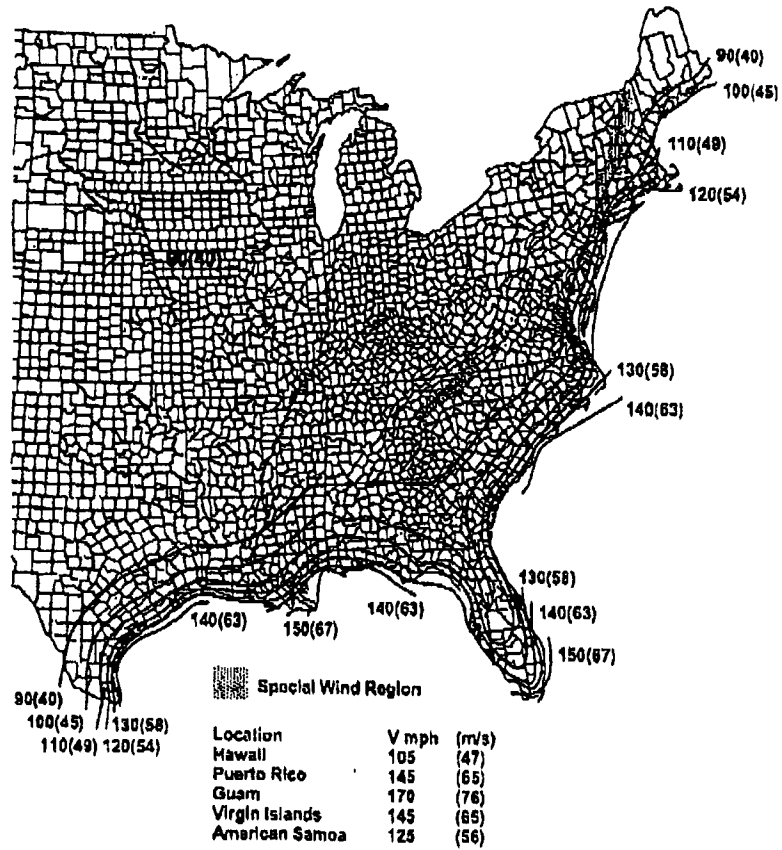 90(40)
100(45)
110(49)
120(54)
90(40)
130(58)
140(63)
130(58)
140(63)
140(63)
150(67)
140(63)
150(67)
90(40)
100(45)
130(58)
110(49) 120(54)
Special Wind Region
Location V mph (m/s)
Hawaii 105 (47)
Puerto Rico 145 (65)
Guam 170 (76)
Virgin Islands 145 (65)
American Samoa 125 (56)